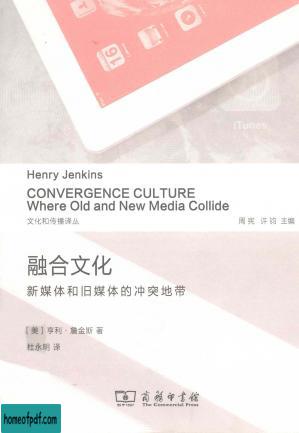 16
iTunes
Henry Jenkins
CONVERGENCE CULTURE
Where Old and New Media Collide
文化和传播译丛
周宪 许钧 主编
融合文化
新媒体和旧媒体的冲突地带
［美］亨利·詹金斯 著
杜永明 译
商务印书馆
homeofpdf.com